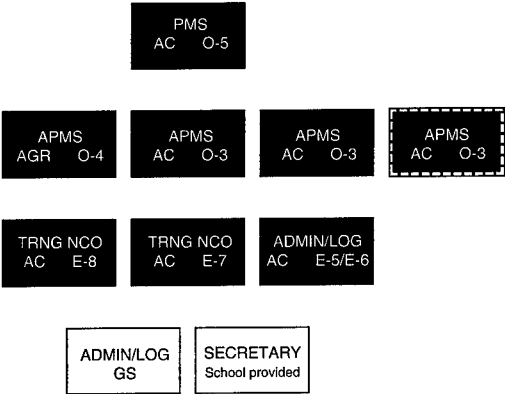 PMS
AC O-5
APMS
AGR O-4
APMS
AC O-3
APMS
AC O-3
APMS
AC O-3
TRNG NCO
AC E-8
TRNG NCO
AC E-7
ADMIN/LOG
AC E-5/E-6
ADMIN/LOG
GS
SECRETARY
School provided